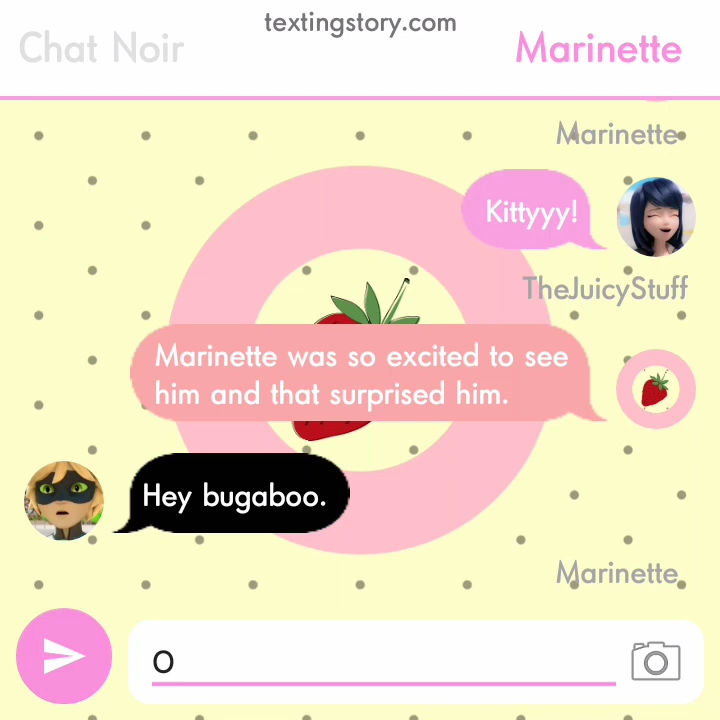 textingstory.com
Chat Noir
Marinette
Marinette
Kittyyy!
TheJuicyStuff
Marinette was so excited to see
him and that surprised him.
Hey bugaboo.
Marinette
O